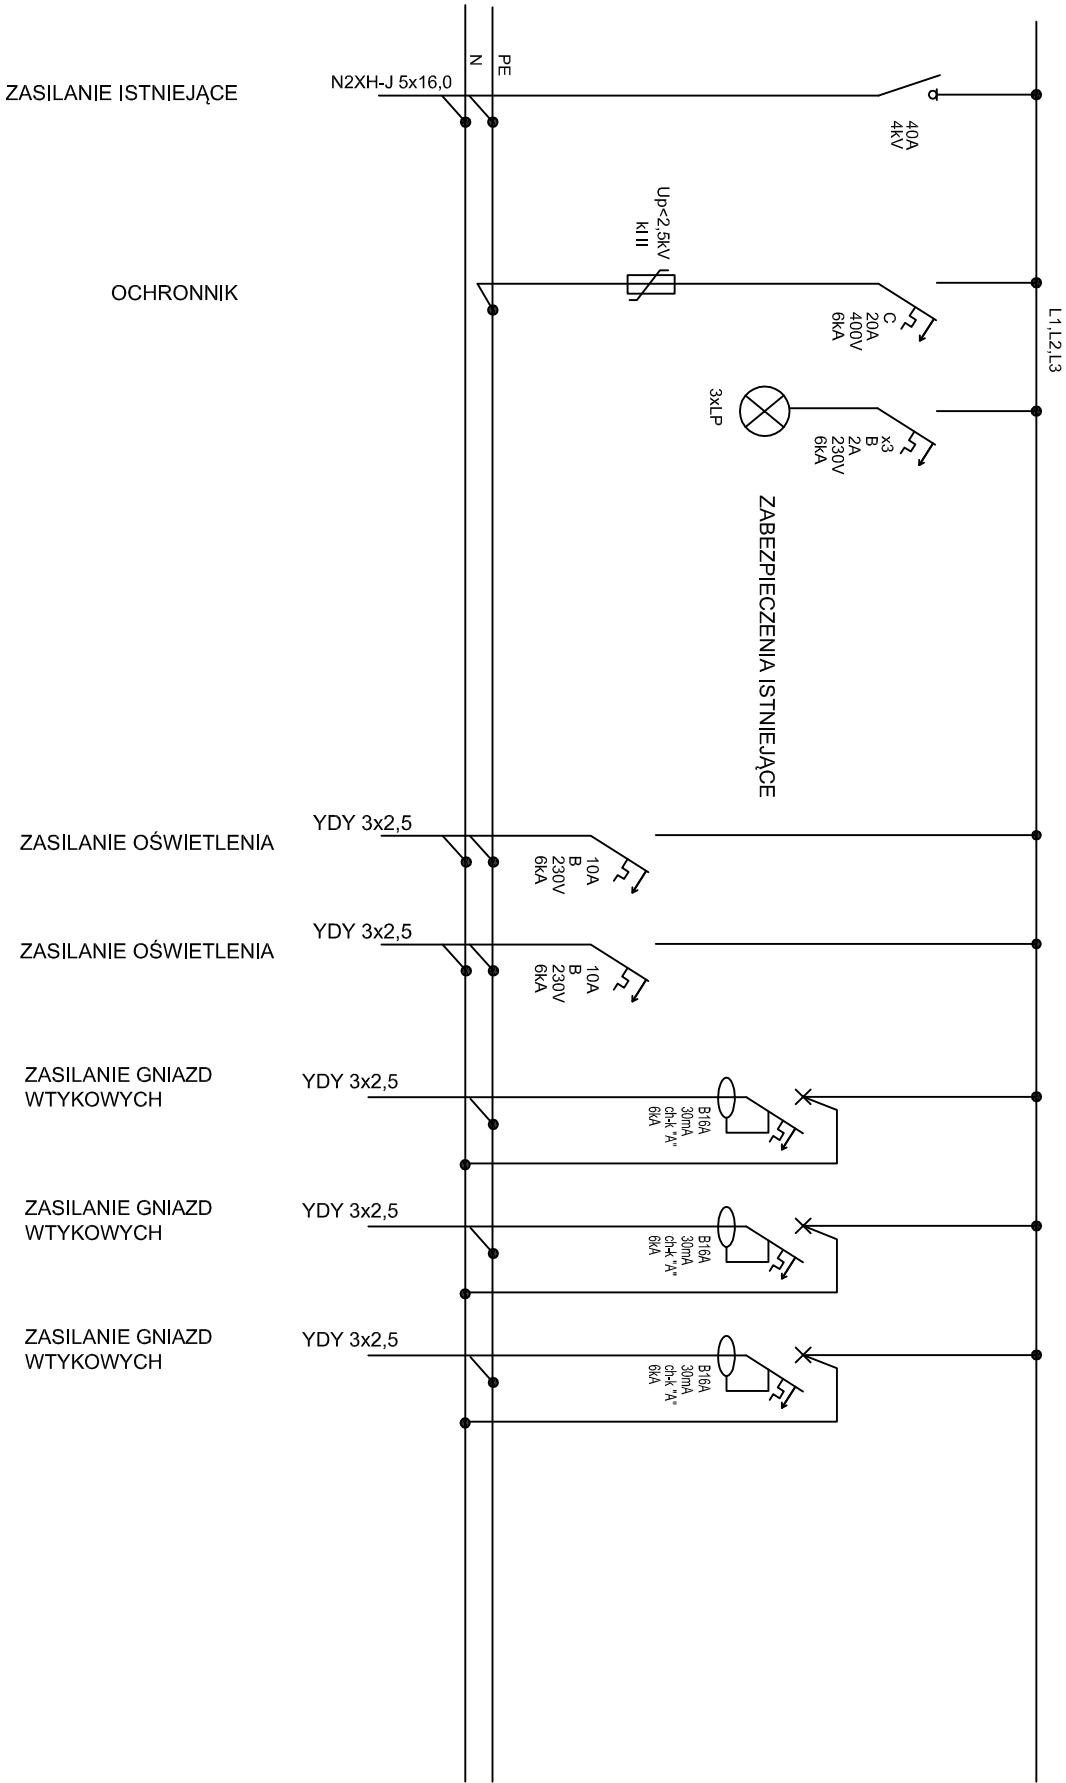 N
PE
ZASILANIE ISTNIEJĄCE
N2XH-J 5x16,0
40A
4kV
Up<2,5kV
kl II
OCHRONNIK
C
20A
400V
6kA
L1,L2,L3
3xLP
x3
B
2A
230V
6kA
ZABEZPIECZENIA ISTNIEJĄCE
ZASILANIE OŚWIETLENIA
YDY 3x2,5
10A
B
230V
6kA
ZASILANIE OŚWIETLENIA
YDY 3x2,5
10A
B
230V
6kA
ZASILANIE GNIAZD
WTYKOWYCH
YDY 3x2,5
B16A
30mA
ch-k "A"
6kA
ZASILANIE GNIAZD
WTYKOWYCH
YDY 3x2,5
B16A
30mA
ch-k "A"
6kA
ZASILANIE GNIAZD
WTYKOWYCH
YDY 3x2,5
B16A
30mA
ch-k "A"
6kA